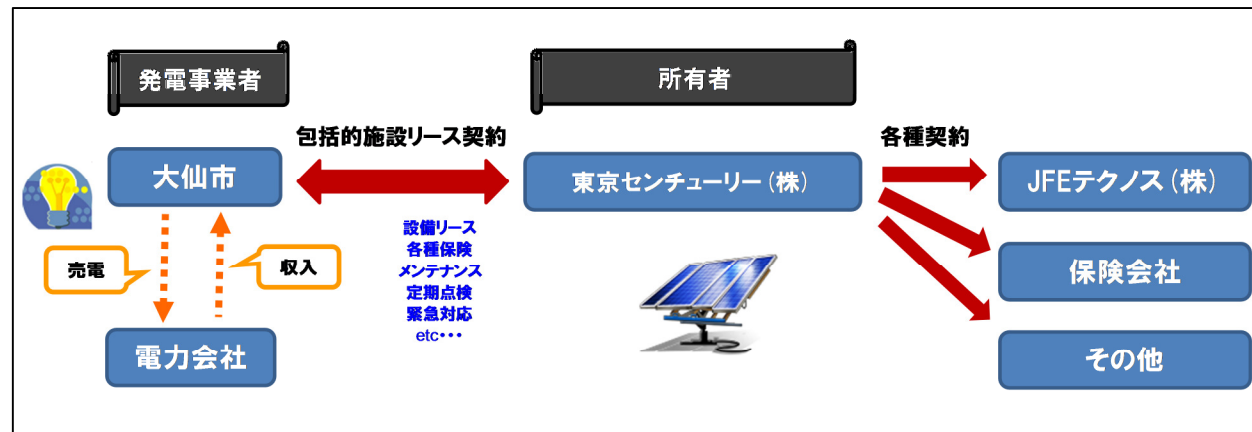 発電事業者
所有者
包括的施設リース契約
各種契約
大仙市
東京センチューリー(株)
JFEテクノス(株)
設備リース
各種保険
メンテナンス
定期点検
緊急対応
etc・・・
売電
収入
保険会社
電力会社
その他